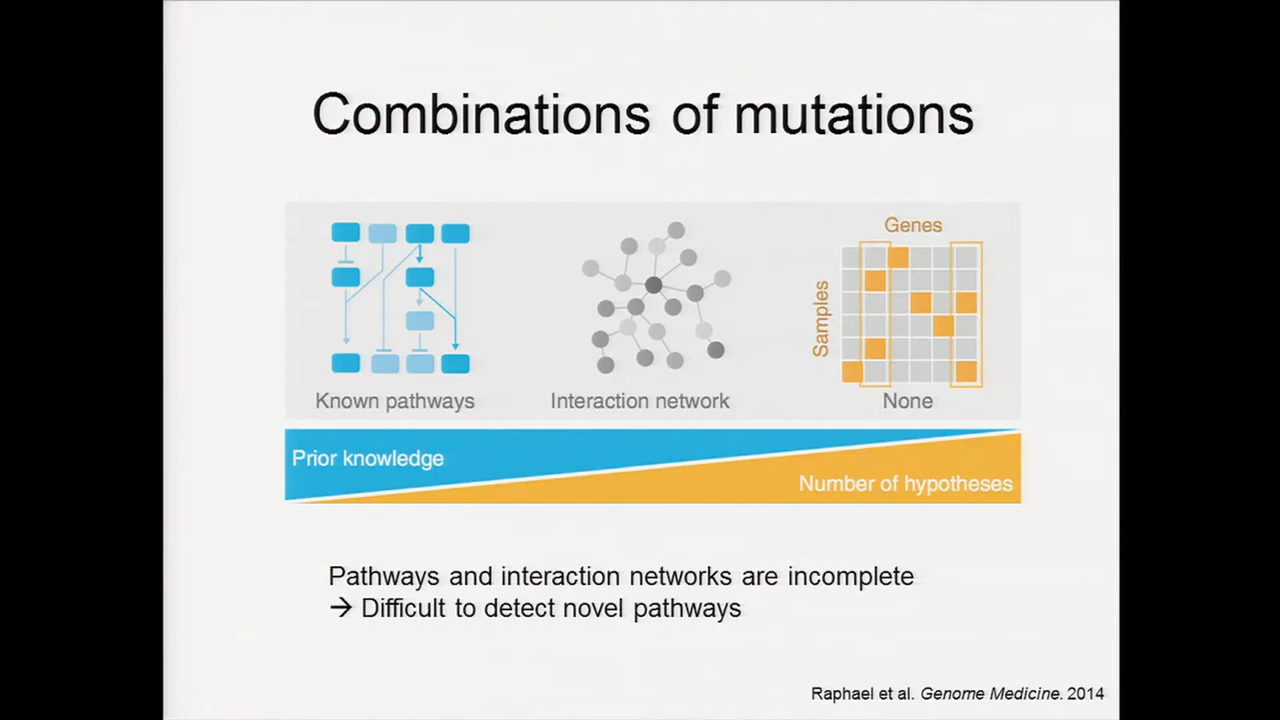 Combinations of mutations
Genes
Samples
Known pathways
Interaction network
None
Prior knowledge
Number of hypotheses
Pathways and interaction networks are incomplete
→ Difficult to detect novel pathways
Raphael et al. Genome Medicine. 2014